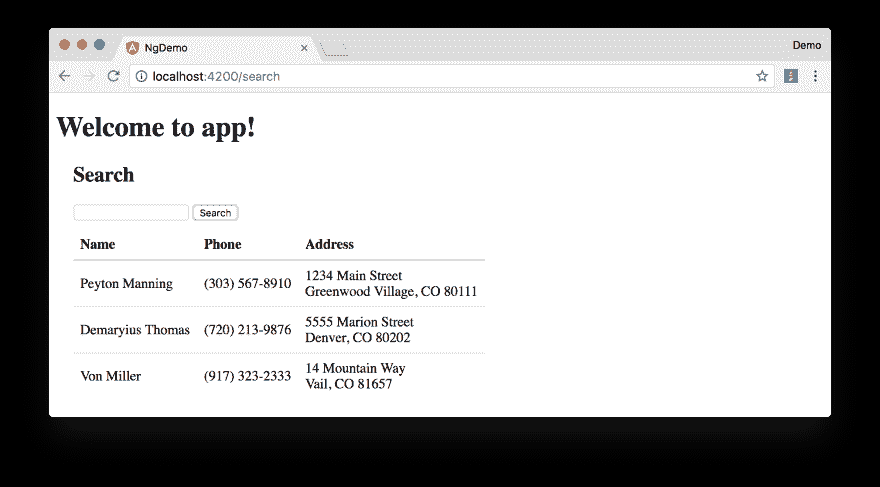 NgDemo
Demo
localhost:4200/search
Welcome to app!
Search
Search
Name Phone Address
Peyton Manning (303) 567-8910 1234 Main Street
Greenwood Village, CO 80111
Demaryius Thomas (720) 213-9876 5555 Marion Street
Denver, CO 80202
Von Miller (917) 323-2333 14 Mountain Way
Vail, CO 81657